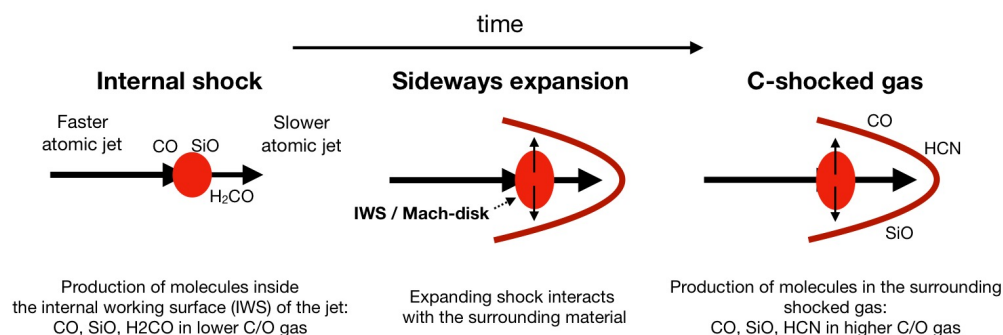 time
Internal shock
Faster
atomic jet
Slower
atomic jet
CO
SiO
H₂CO
Production of molecules inside
the internal working surface (IWS) of the jet:
CO, SiO, H2CO in lower C/O gas
Sideways expansion
IWS / Mach-disk
Expanding shock interacts
with the surrounding material
C-shocked gas
CO
HCN
SiO
Production of molecules in the surrounding
shocked gas:
CO, SiO, HCN in higher C/O gas